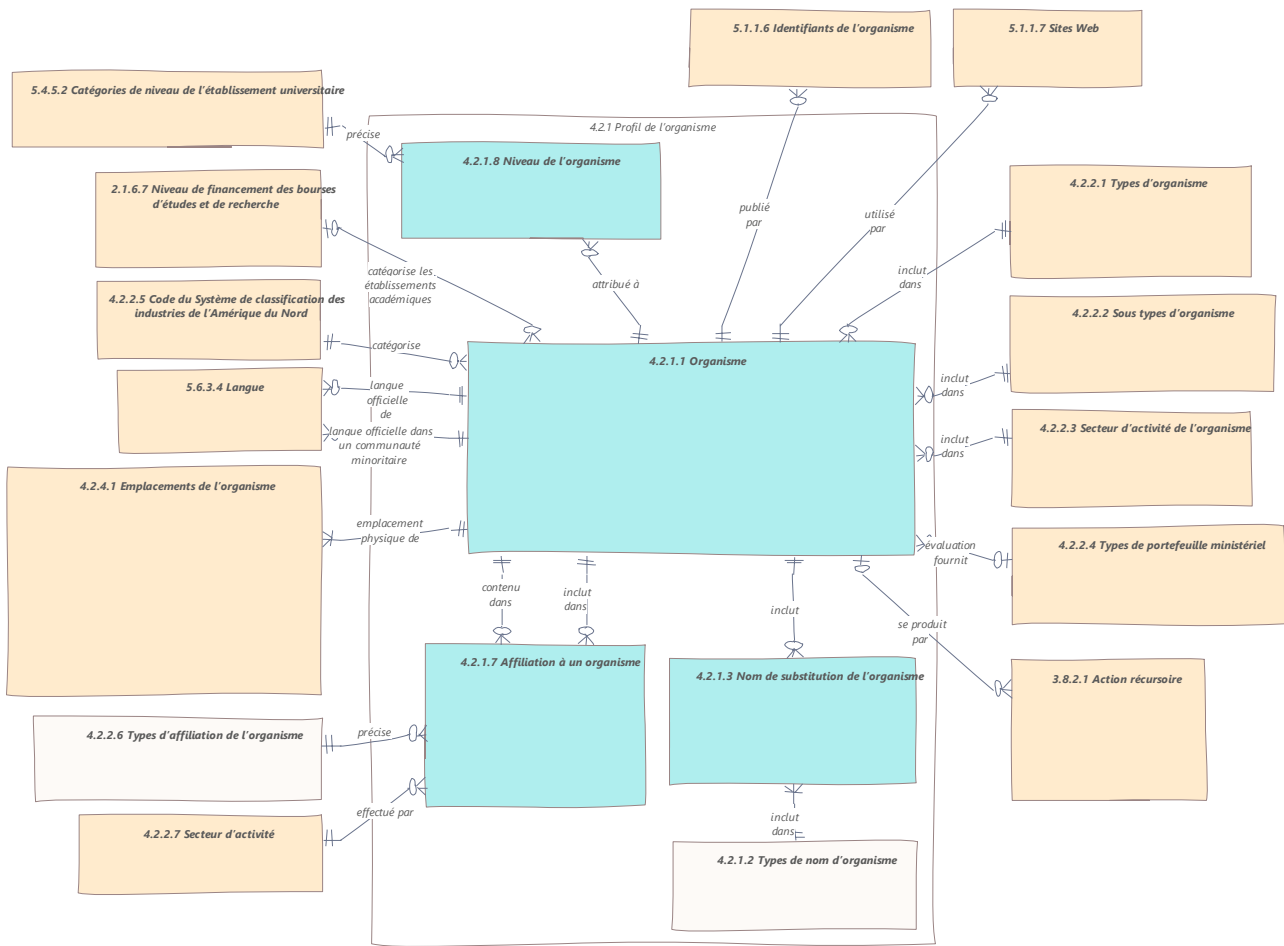 5.1.1.6 Identifiants de l'organisme
5.1.1.7 Sites Web
5.4.5.2 Catégories de niveau de l'établissement universitaire
précise
4.2.1 Profil de l'organisme
4.2.1.8 Niveau de l'organisme
2.1.6.7 Niveau de financement des bourses
d'études et de recherche
4.2.2.1 Types d'organisme
publié
par
utilisé
par
catégorise les
établissements
académiques
attribué à
inclut
dans
4.2.2.5 Code du Système de classification des
industries de l'Amérique du Nord
4.2.2.2 Sous types d'organisme
catégorise
4.2.1.1 Organisme
5.6.3.4 Langue
langue
officielle
de
inclut
dans
langue officielle dans
un communauté
minoritaire
inclut
dans
4.2.2.3 Secteur d'activité de l'organisme
4.2.4.1 Emplacements de l'organisme
emplacement
physique de
évaluation
fournit
4.2.2.4 Types de portefeuille ministériel
contenu
dans
inclut
dans
inclut
se produit
par
4.2.1.7 Affiliation à un organisme
4.2.1.3 Nom de substitution de l'organisme
3.8.2.1 Action récursoire
4.2.2.6 Types d'affiliation de l'organisme
précise
effectué par
4.2.2.7 Secteur d'activité
inclut
dans
4.2.1.2 Types de nom d'organisme